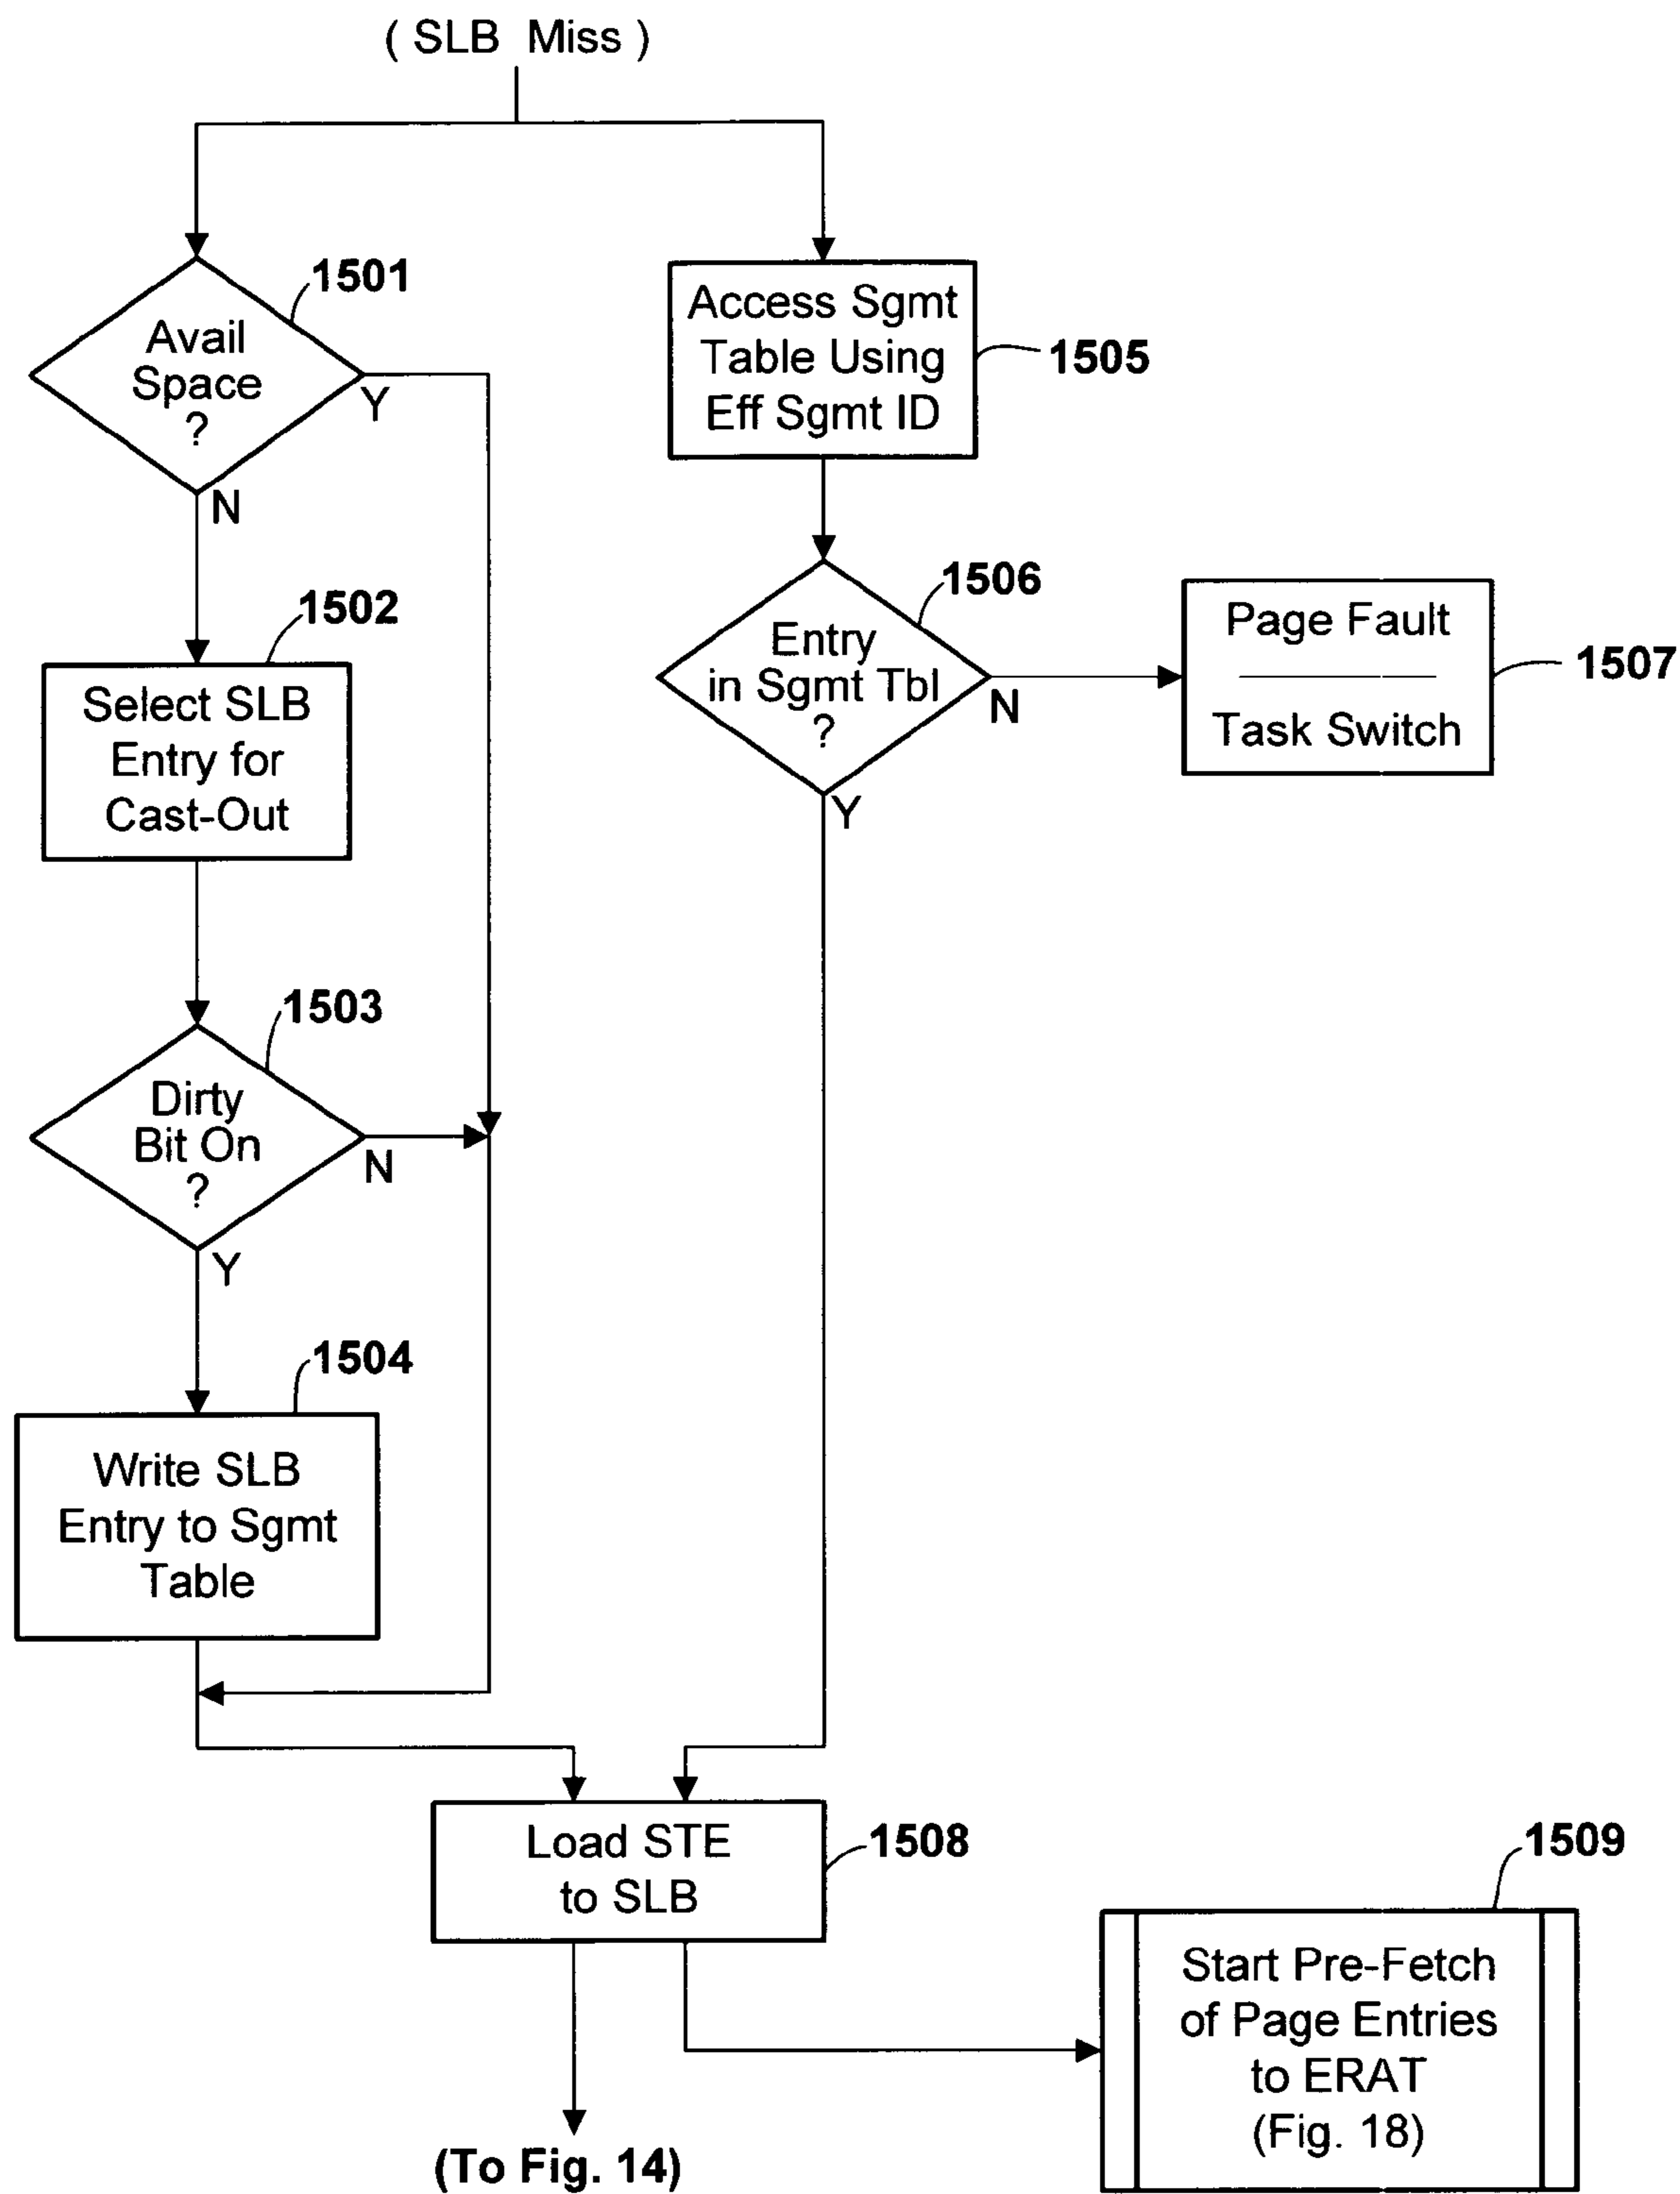 ( SLB Miss )
1501
Avail
Space
?
Y
N
1502
Select SLB
Entry for
Cast-Out
1503
Dirty
Bit On
?
N
Y
1504
Write SLB
Entry to Sgmt
Table
Access Sgmt
Table Using
Eff Sgmt ID
1505
1506
Entry
in Sgmt Tbl
?
N
Y
Page Fault
Task Switch
1507
Load STE
to SLB
1508
1509
Start Pre-Fetch
of Page Entries
to ERAT
(Fig. 18)
(To Fig. 14)